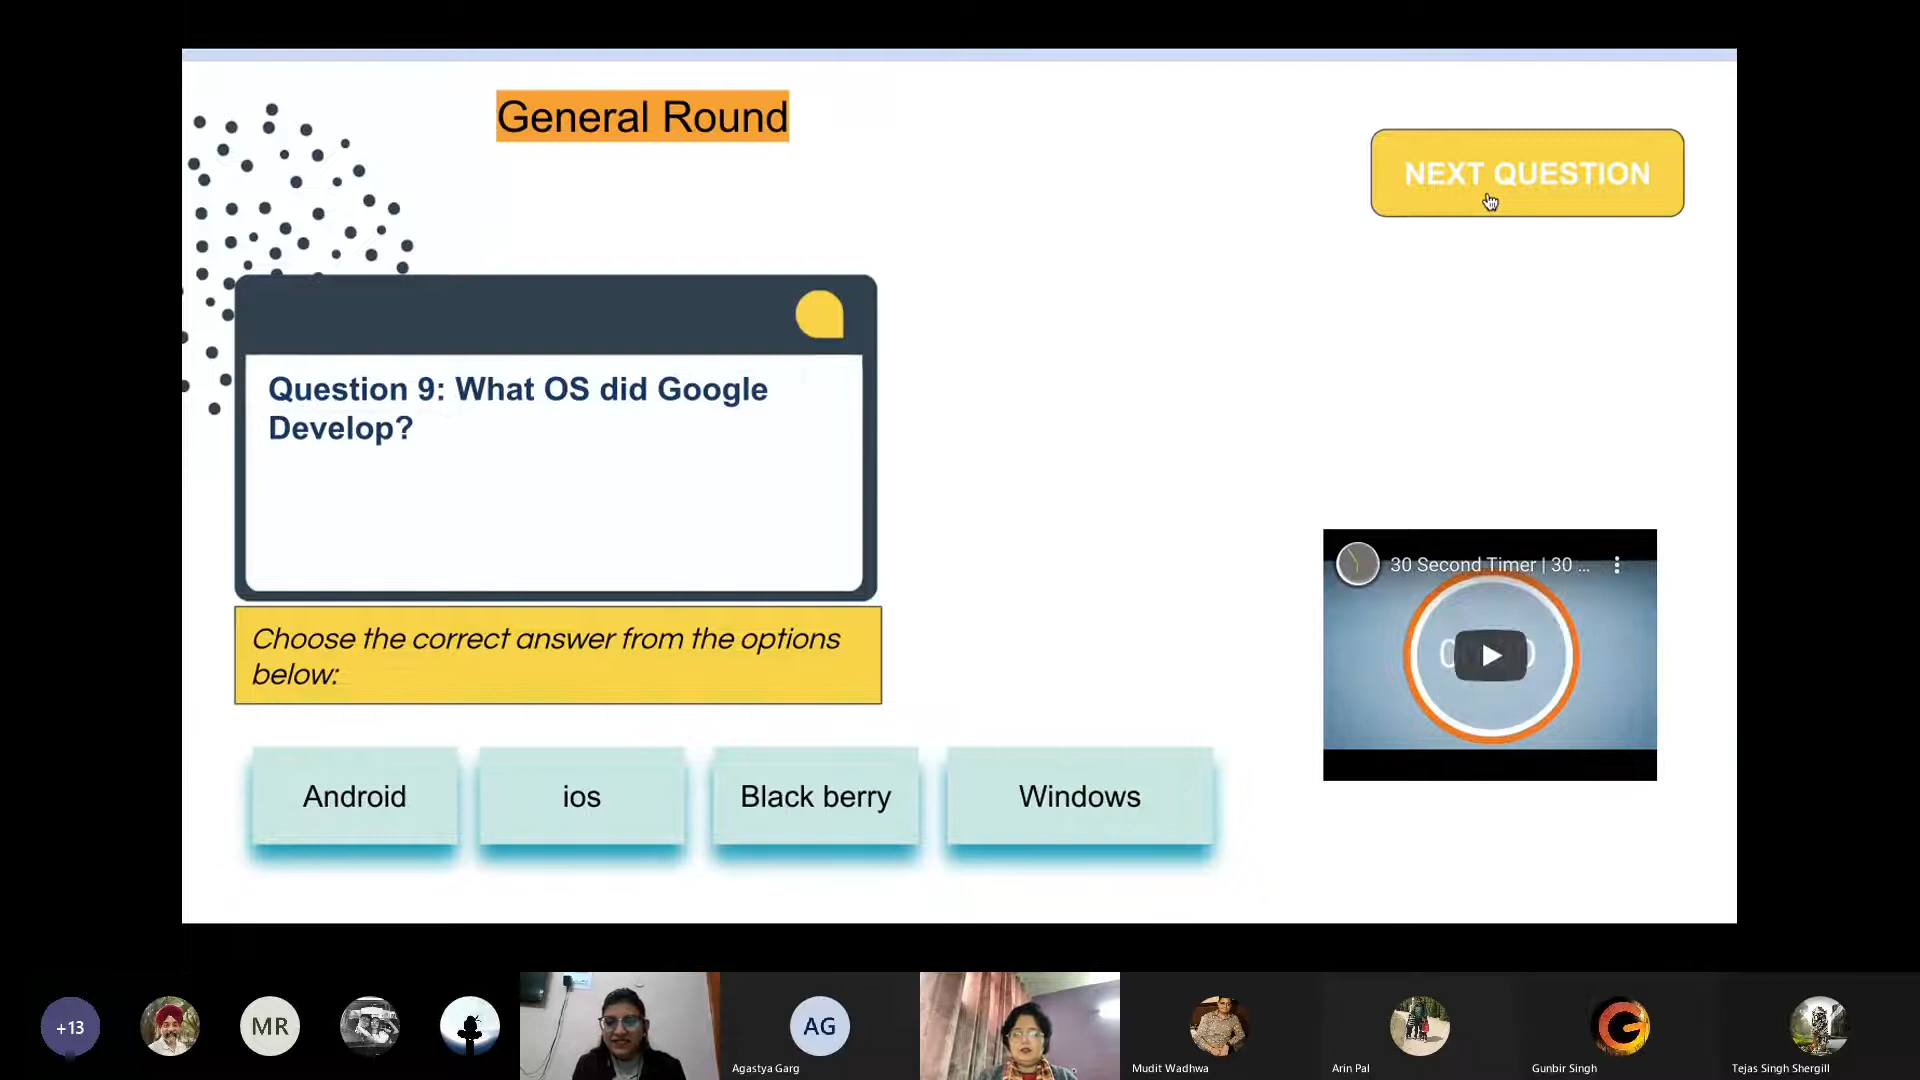 General Round
NEXT QUESTION
Question 9: What OS did Google
Develop?
30 Second Timer | 30 ...
Choose the correct answer from the options
below:
Android
ios
Black berry
Windows
+13
MR
AG
Agastya Garg
Mudit Wadhwa
Arin Pal
Gunbir Singh
Tejas Singh Shergill